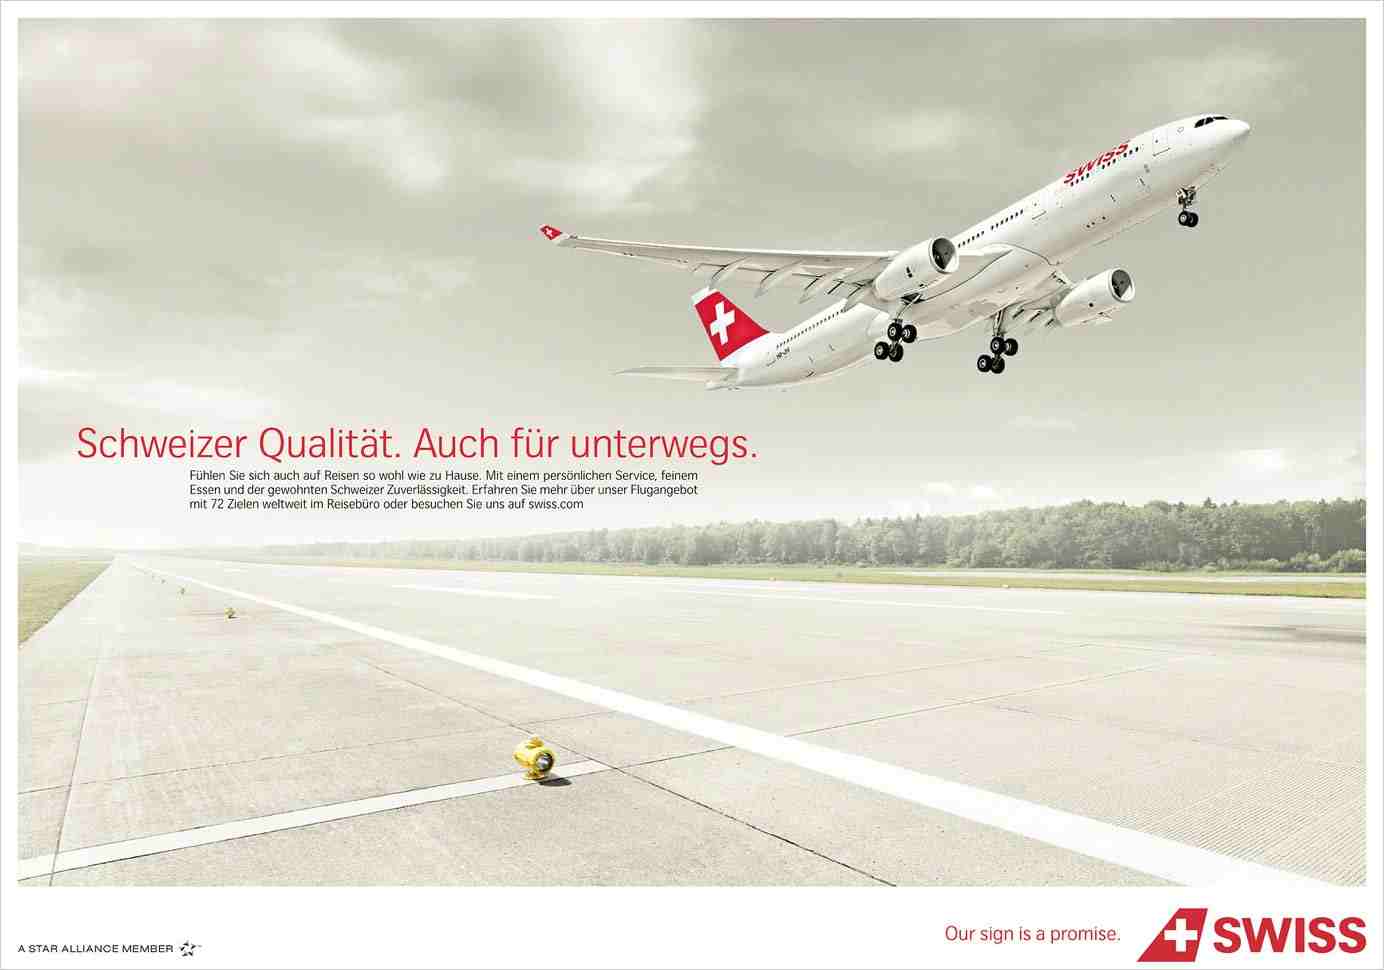 SWISS
Schweizer Qualität. Auch für unterwegs.
Fühlen Sie sich auch auf Reisen so wohl wie zu Hause. Mit einem persönlichen Service, feinem
Essen und der gewohnten Schweizer Zuverlässigkeit. Erfahren Sie mehr über unser Flugangebot
mit 72 Zielen weltweit im Reisebüro oder besuchen Sie uns auf swiss.com
Our sign is a promise.
SWISS
A STAR ALLIANCE MEMBER